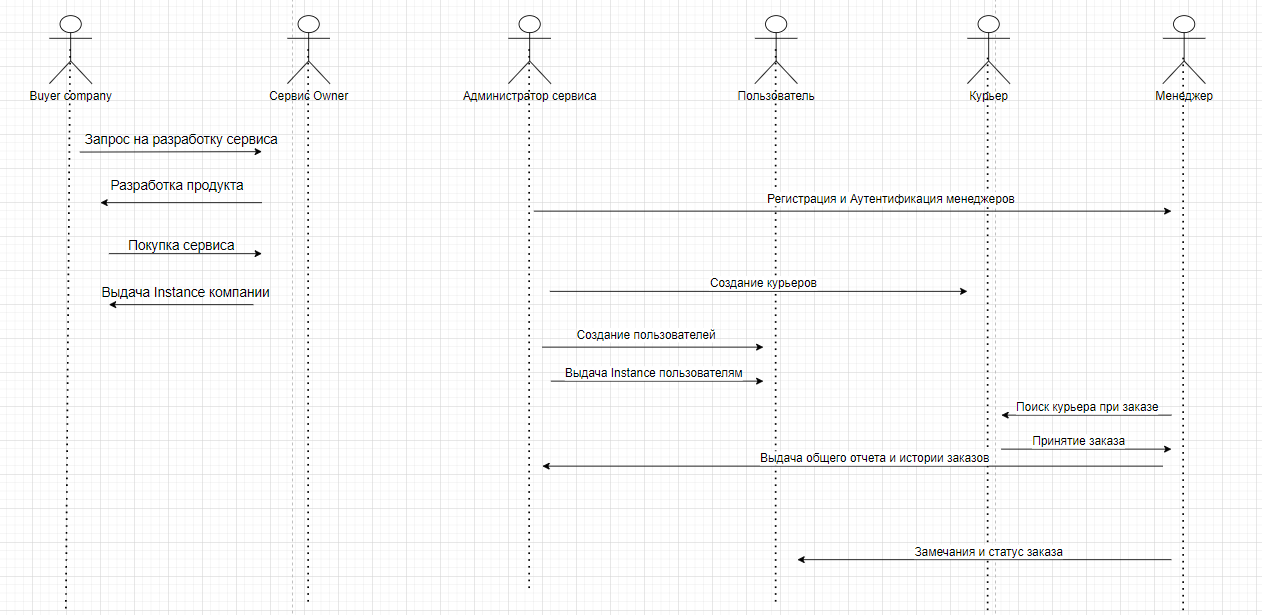 Buyer company
Сервис Owner
Администратор сервиса
Пользователь
Курьер
Менеджер
Запрос на разработку сервиса
Разработка продукта
Регистрация и Аутентификация менеджеров
Покупка сервиса
Создание курьеров
Выдача Instance компании
Создание пользователей
Выдача Instance пользователям
Поиск курьера при заказе
Принятие заказа
Выдача общего отчета и истории заказов
Замечания и статус заказа